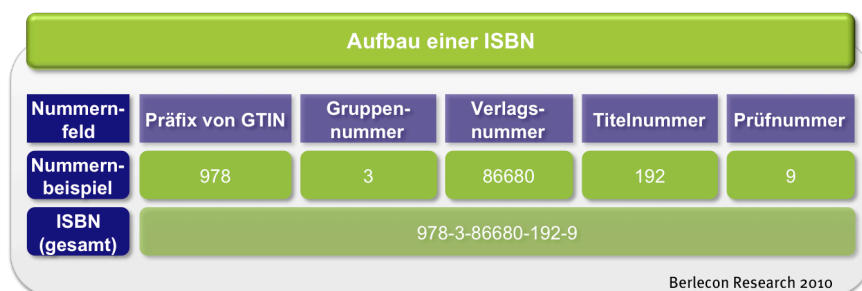 Aufbau einer ISBN
Nummern-
feld
Präfix von GTIN
Gruppen-
nummer
Verlags-
nummer
Titelnummer
Prüfnummer
Nummern-
beispiel
978
3
86680
192
9
ISBN
(gesamt)
978-3-86680-192-9
Berlecon Research 2010